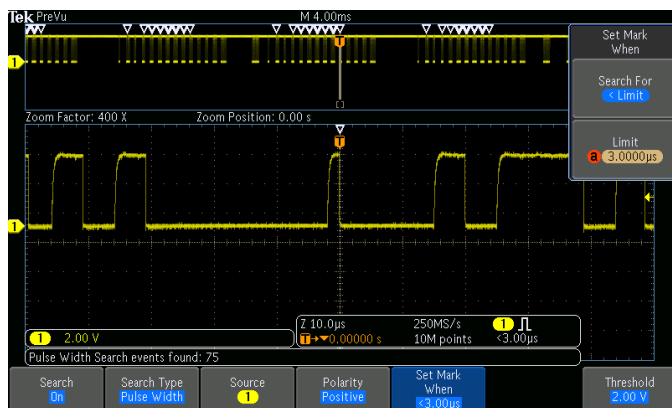 Tek PreVu M 4.00ms
Set Mark
When
Search For
< Limit
Limit
a 3.0000µs
T
1
Zoom Factor: 400 X Zoom Position: 0.00 s
T
1
1 2.00 V
Z 10.0µs 250MS/s 1
T→▼0.00000 s 10M points <3.00µs
Pulse Width Search events found: 75
Search
On
Search Type
Pulse Width
Source
1
Polarity
Positive
Set Mark
When
<3.00µs
Threshold
2.00 V